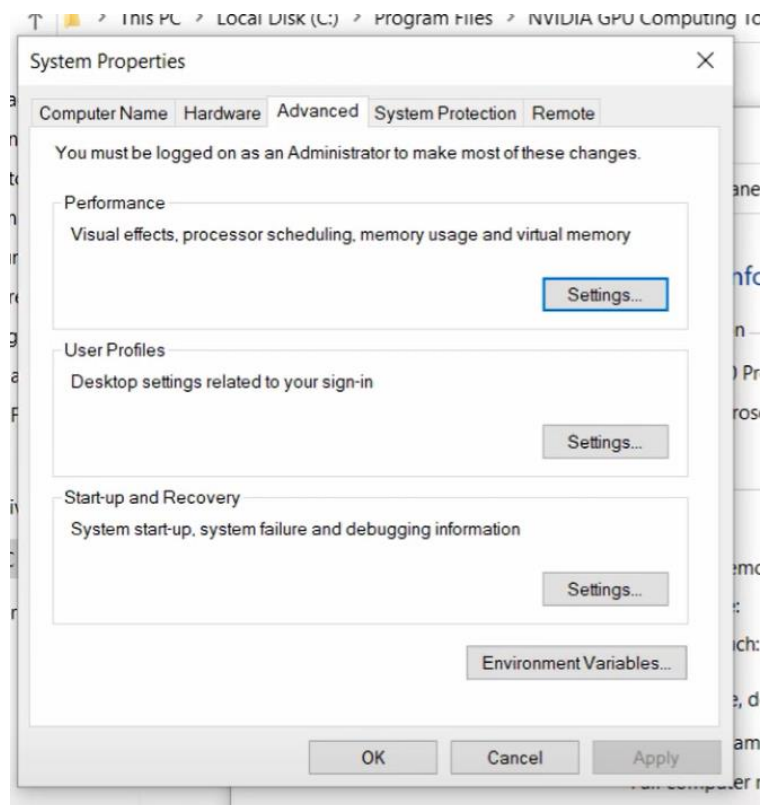 This PC > Local Disk (C:) > Program Files > NVIDIA GPU Computing To
System Properties
Computer Name Hardware Advanced System Protection Remote
You must be logged on as an Administrator to make most of these changes.
Performance
Visual effects, processor scheduling, memory usage and virtual memory
Settings...
User Profiles
Desktop settings related to your sign-in
Settings...
Start-up and Recovery
System start-up, system failure and debugging information
Settings...
Environment Variables...
OK Cancel Apply